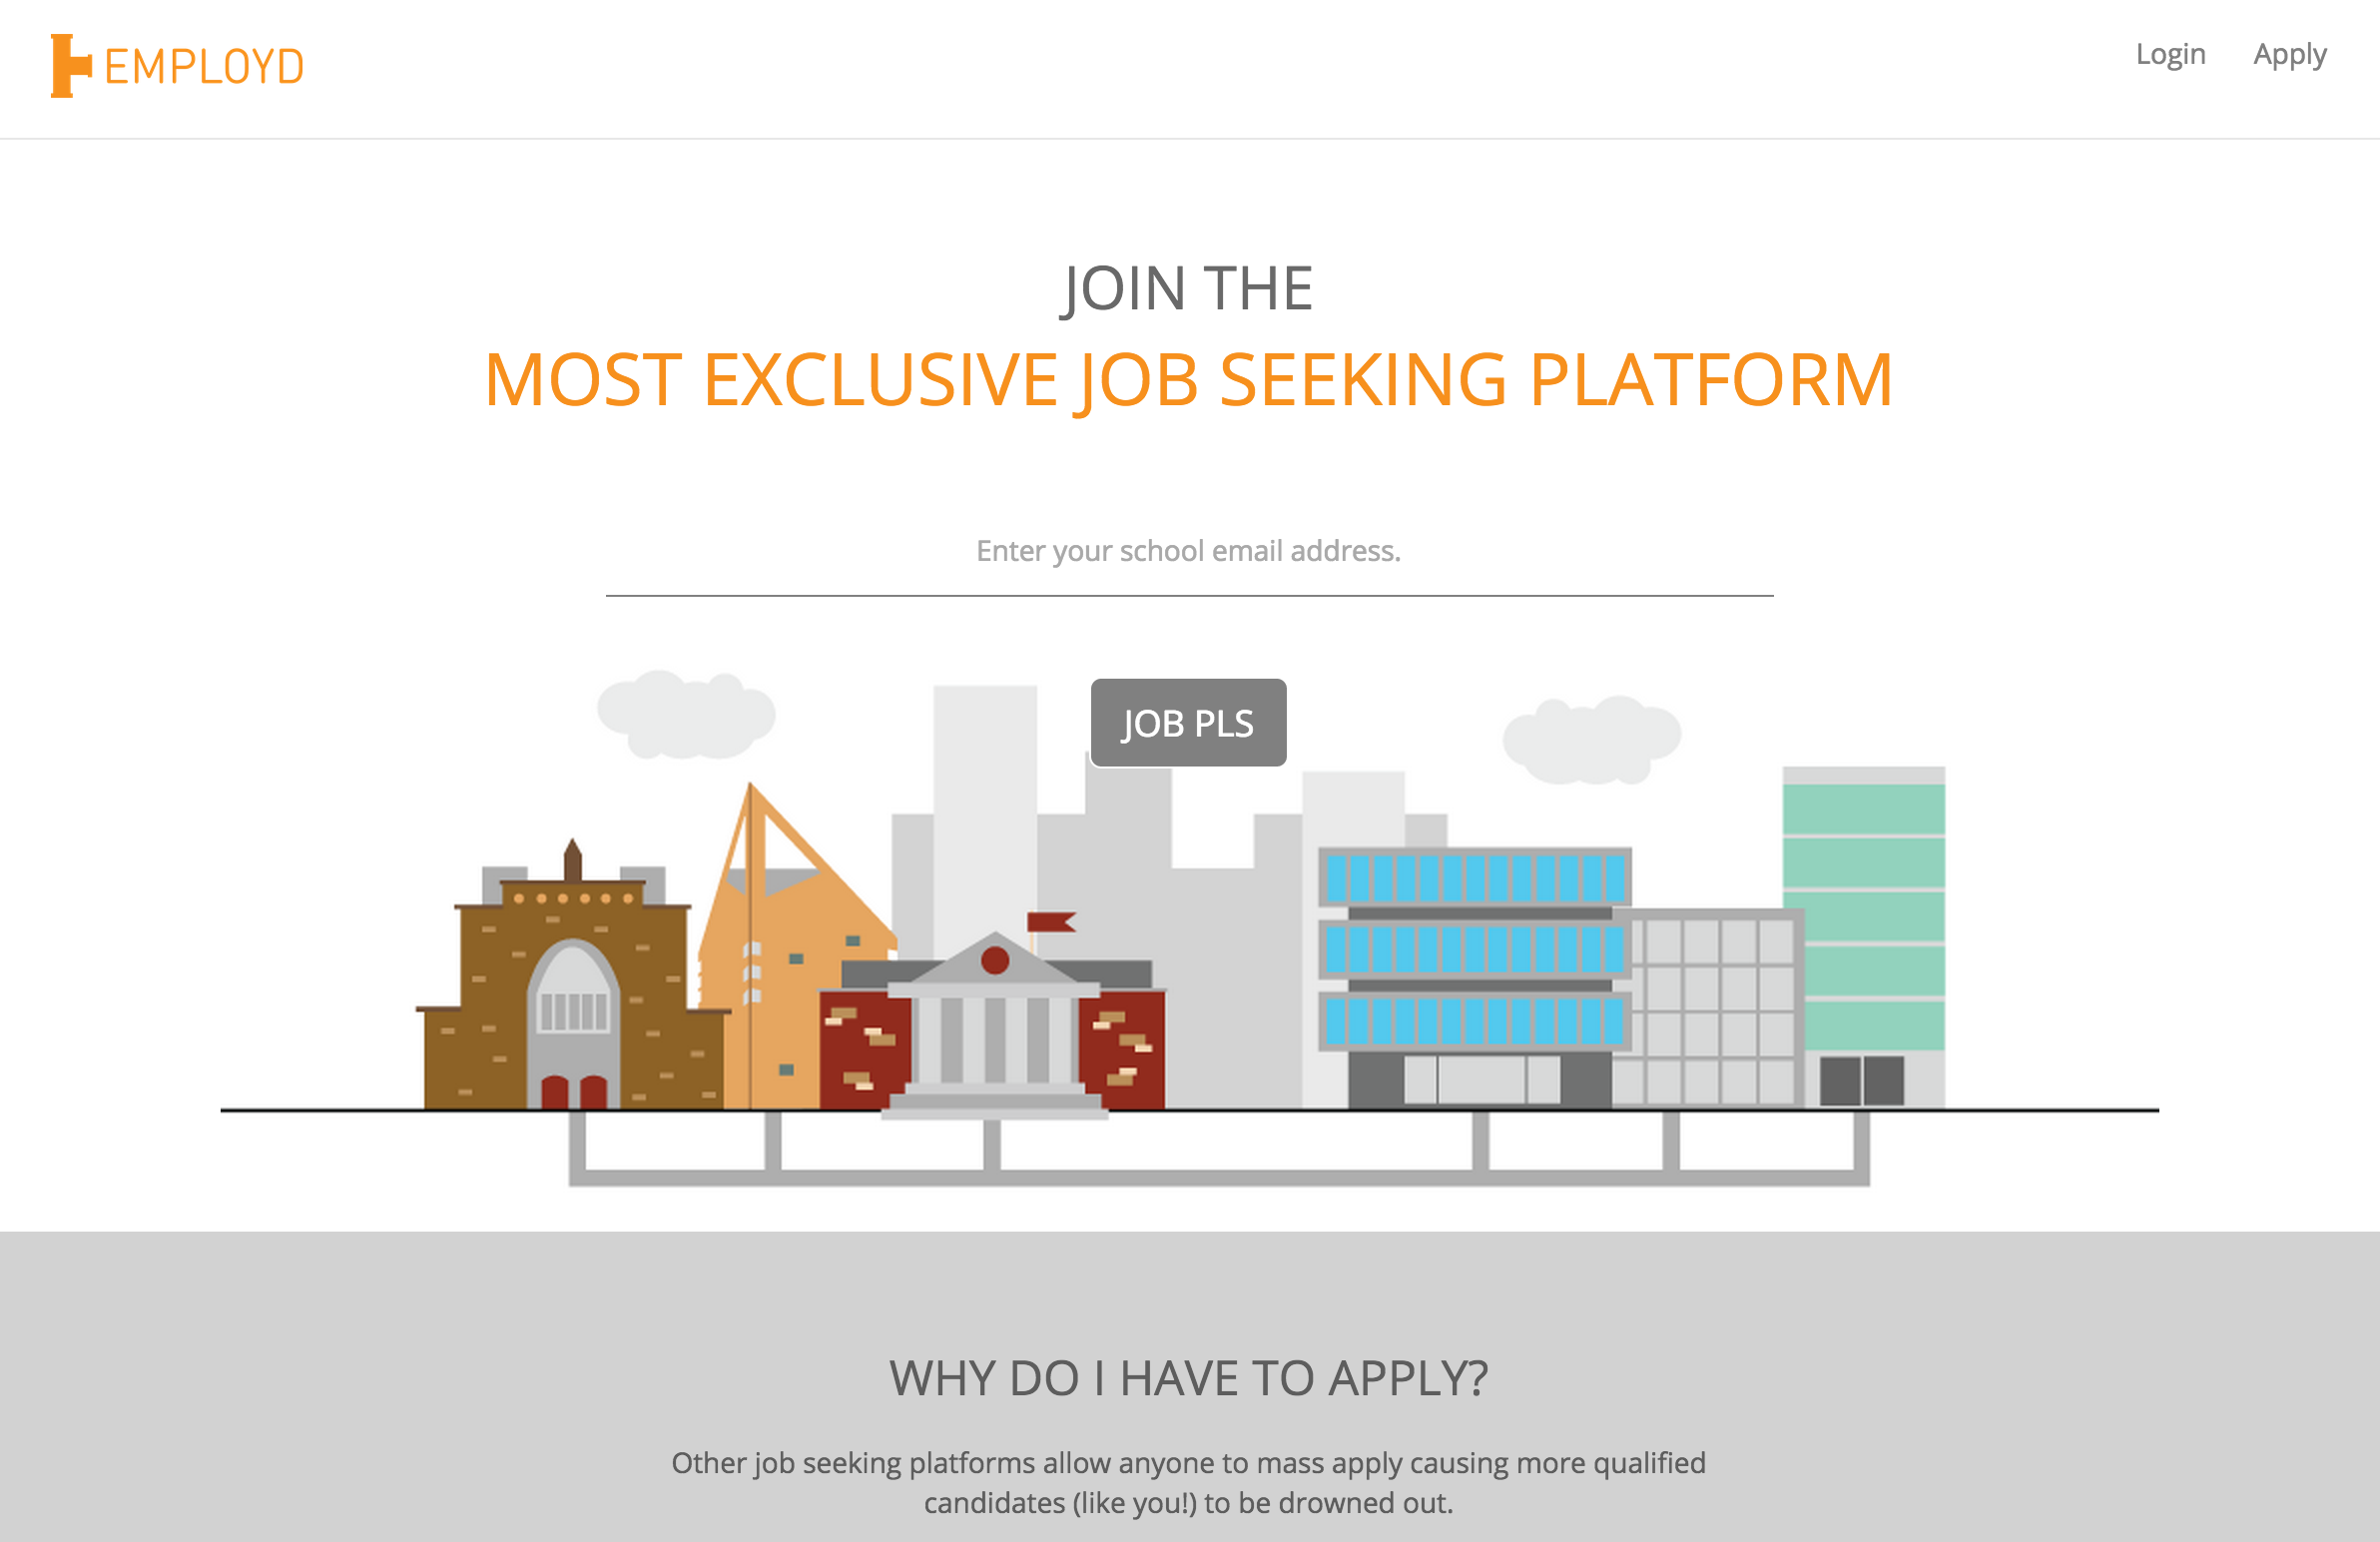 EMPLOYD
Login
Apply
JOIN THE
MOST EXCLUSIVE JOB SEEKING PLATFORM
Enter your school email address.
JOB PLS
WHY DO I HAVE TO APPLY?
Other job seeking platforms allow anyone to mass apply causing more qualified
candidates (like you!) to be drowned out.